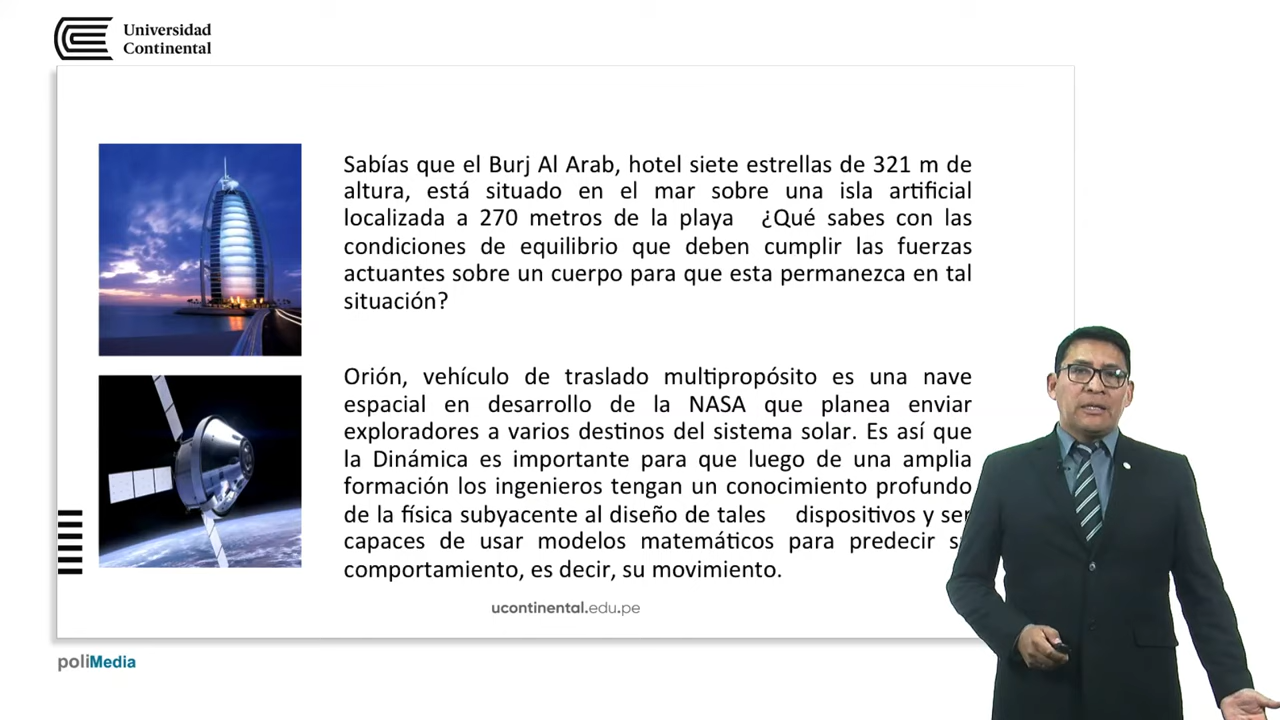 Universidad
Continental
Sabías que el Burj Al Arab, hotel siete estrellas de 321 m de
altura, está situado en el mar sobre una isla artificial
localizada a 270 metros de la playa ¿Qué sabes con las
condiciones de equilibrio que deben cumplir las fuerzas
actuantes sobre un cuerpo para que esta permanezca en tal
situación?
Orión, vehículo de traslado multipropósito es una nave
espacial en desarrollo de la NASA que planea enviar
exploradores a varios destinos del sistema solar. Es así que
la Dinámica es importante para que luego de una amplia
formación los ingenieros tengan un conocimiento profundo
de la física subyacente al diseño de tales dispositivos y ser
capaces de usar modelos matemáticos para predecir
comportamiento, es decir, su movimiento.
ucontinental.edu.pe
poliMedia